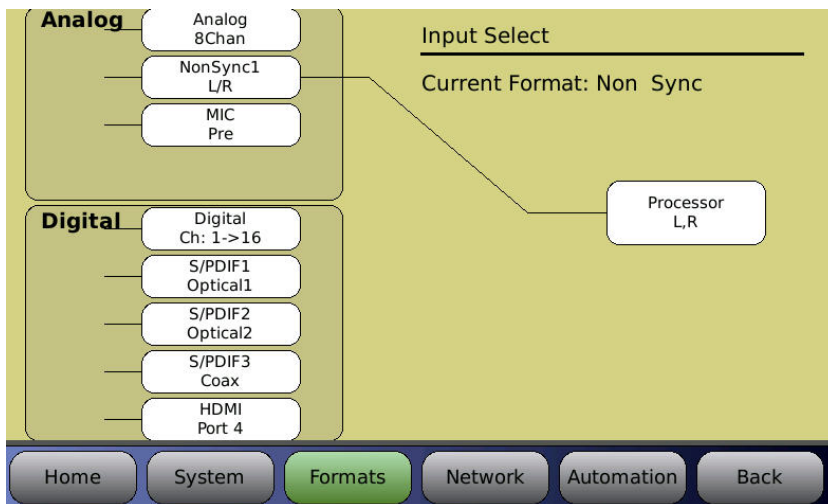 Analog
Analog
8Chan
NonSync1
L/R
MIC
Pre
Input Select
Current Format: Non Sync
Processor
L,R
Digital
Digital
Ch: 1->16
S/PDIF1
Optical1
S/PDIF2
Optical2
S/PDIF3
Coax
HDMI
Port 4
Home
System
Formats
Network
Automation
Back